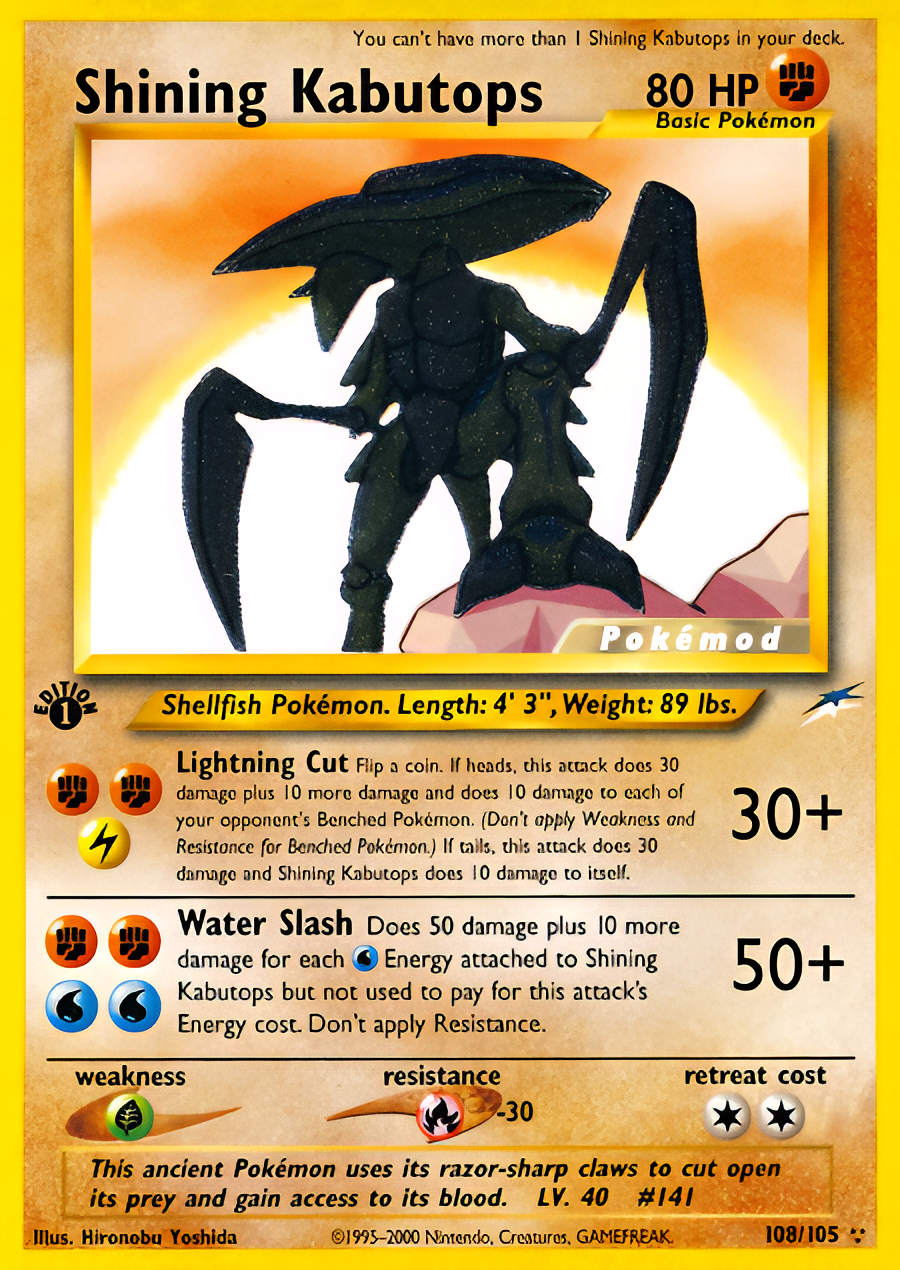 You can't have more than 1 Shining Kabutops in your deck.
Shining Kabutops
80 HP
Basic Pokémon
Pokémod
EDITION
1
Shellfish Pokémon. Length: 4' 3", Weight: 89 lbs.
Lightning Cut Flip a coin. If heads, this attack does 30
damage plus 10 more damage and does 10 damage to each of
your opponent's Benched Pokémon. (Don't apply Weakness and
Resistance for Benched Pokémon.) If tails, this attack does 30
damage and Shining Kabutops does 10 damage to itself.
30+
Water Slash Does 50 damage plus 10 more
damage for each Energy attached to Shining
Kabutops but not used to pay for this attack's
Energy cost. Don't apply Resistance.
50+
weakness
resistance
retreat cost
-30
This ancient Pokémon uses its razor-sharp claws to cut open
its prey and gain access to its blood. LV. 40 #141
Illus. Hironobu Yoshida
©1995-2000 Nintendo, Creatures, GAMEFREAK.
108/105